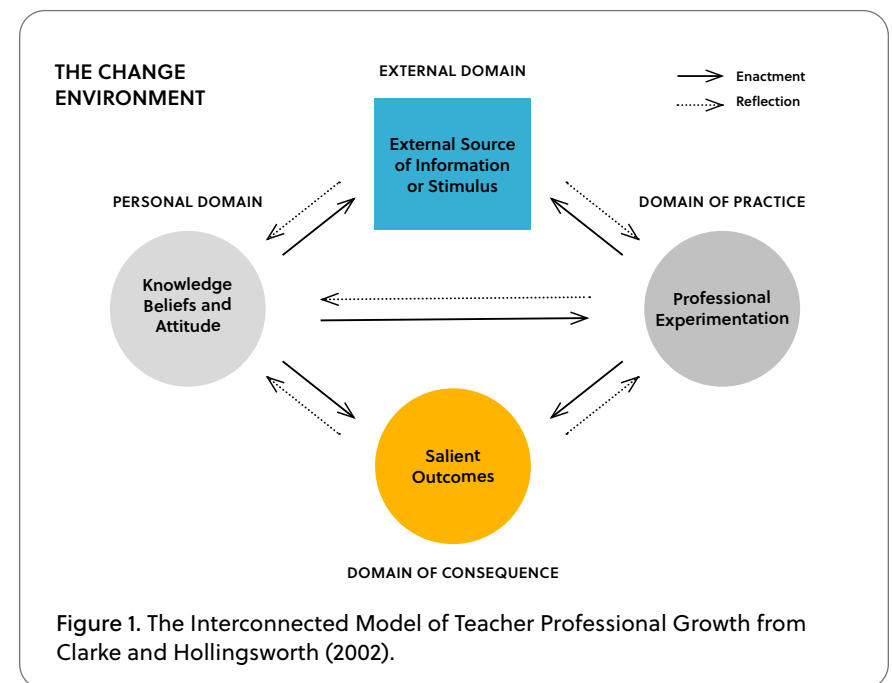 THE CHANGE
ENVIRONMENT
EXTERNAL DOMAIN
Enactment
Reflection
External Source
of Information
or Stimulus
PERSONAL DOMAIN
DOMAIN OF PRACTICE
Knowledge
Beliefs and
Attitude
Professional
Experimentation
Salient
Outcomes
DOMAIN OF CONSEQUENCE
Figure 1. The Interconnected Model of Teacher Professional Growth from
Clarke and Hollingsworth (2002).